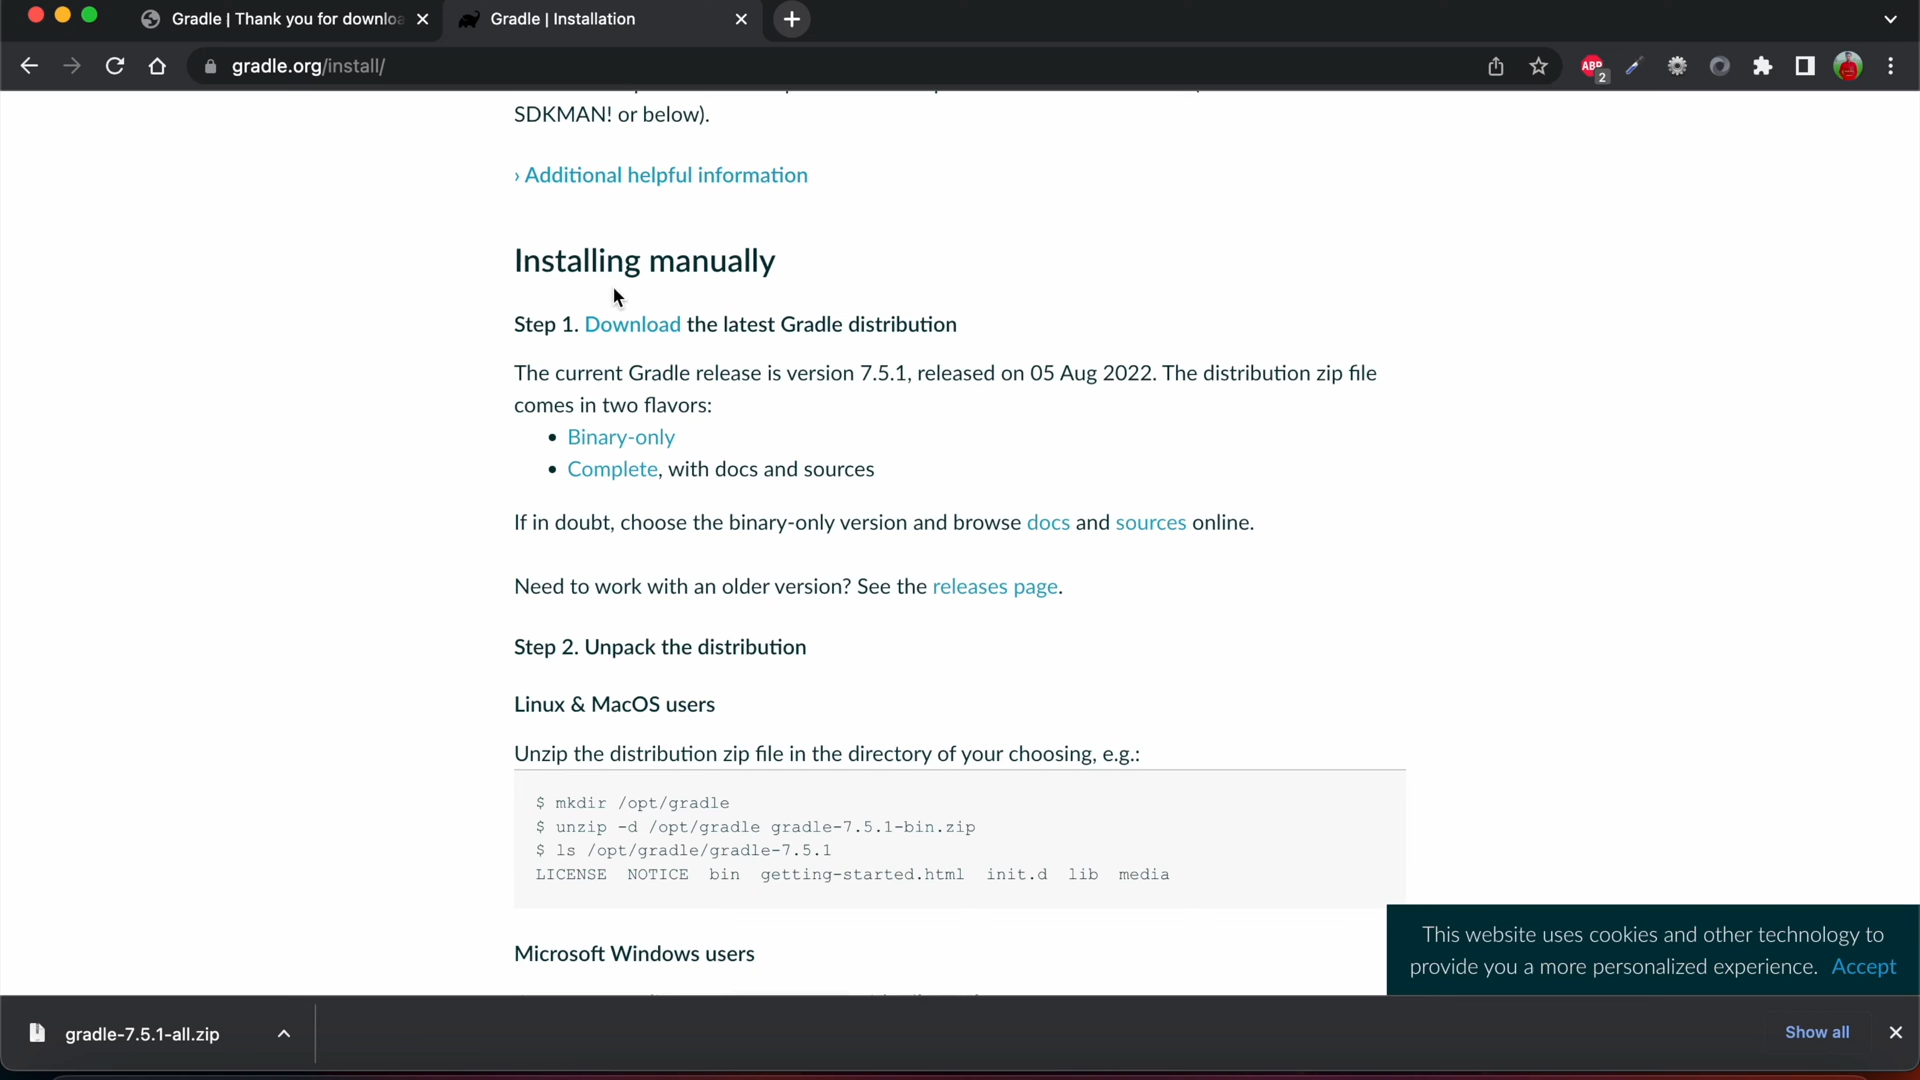 Gradle | Thank you for downloa
Gradle | Installation
gradle.org/install/
ABP
2
SDKMAN! or below).
› Additional helpful information
Installing manually
Step 1. Download the latest Gradle distribution
The current Gradle release is version 7.5.1, released on 05 Aug 2022. The distribution zip file
comes in two flavors:
• Binary-only
• Complete, with docs and sources
If in doubt, choose the binary-only version and browse docs and sources online.
Need to work with an older version? See the releases page.
Step 2. Unpack the distribution
Linux & MacOS users
Unzip the distribution zip file in the directory of your choosing, e.g.:
$ mkdir /opt/gradle
$ unzip -d /opt/gradle gradle-7.5.1-bin.zip
$ ls /opt/gradle/gradle-7.5.1
LICENSE NOTICE bin getting-started.html init.d lib media
Microsoft Windows users
This website uses cookies and other technology to
provide you a more personalized experience. Accept
gradle-7.5.1-all.zip
Show all